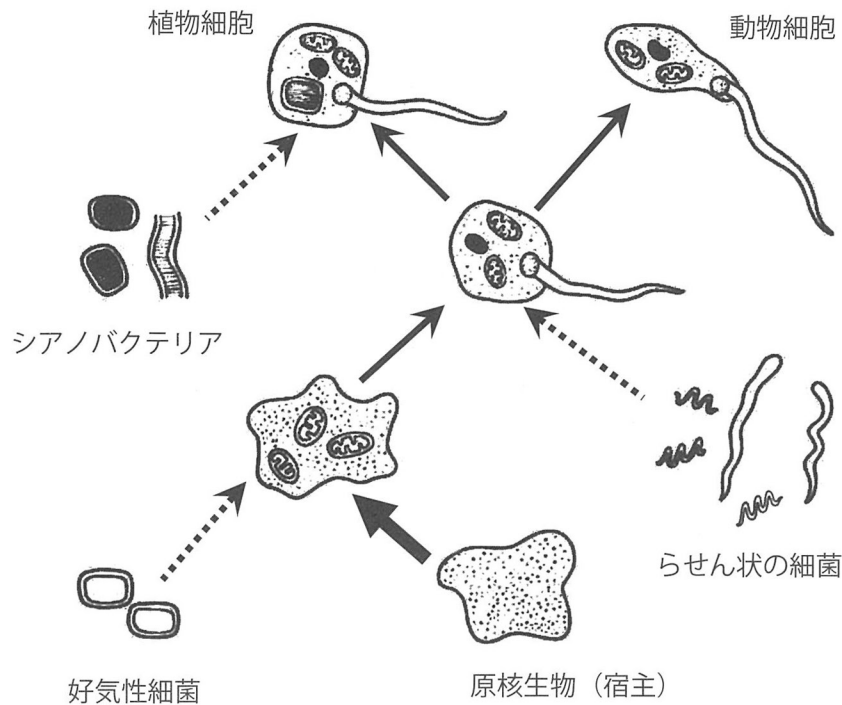 植物細胞
動物細胞
シアノバクテリア
らせん状の細菌
好気性細菌
原核生物（宿主）